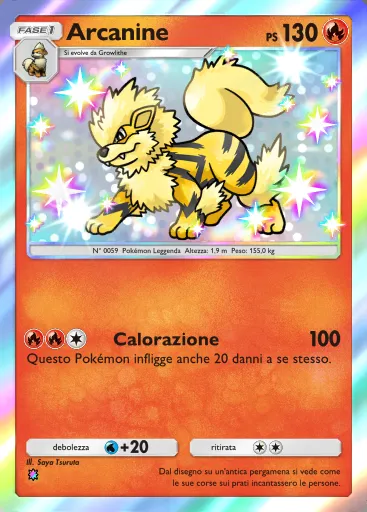 FASE 1
Arcanine
PS 130
Si evolve da Growlithe
N° 0059 Pokémon Leggenda Altezza: 1,9 m Peso: 155,0 kg
Calorazione 100
Questo Pokémon infligge anche 20 danni a se stesso.
debolezza +20
ritirata
Ill. Saya Tsuruta
Dal disegno su un'antica pergamena si vede come
le sue corse sui prati incantassero le persone.